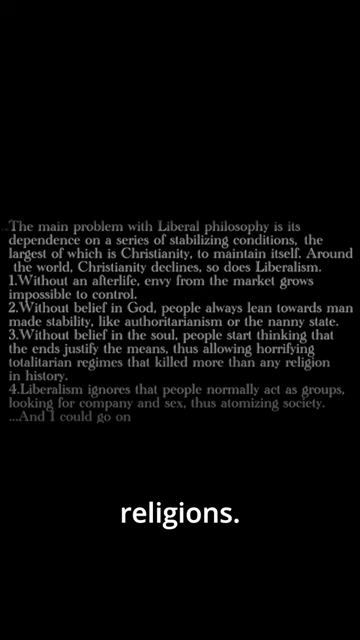 The main problem with Liberal philosophy is its
dependence on a series of stabilizing conditions, the
largest of which is Christianity, to maintain itself. Around
the world, Christianity declines, so does Liberalism.
1.Without an afterlife, envy from the market grows
impossible to control.
2.Without belief in God, people always lean towards man
made stability, like authoritarianism or the nanny state.
3.Without belief in the soul, people start thinking that
the ends justify the means, thus allowing horrifying
totalitarian regimes that killed more than any religion
in history.
4.Liberalism ignores that people normally act as groups,
looking for company and sex, thus atomizing society.
...And I could go on
religions.